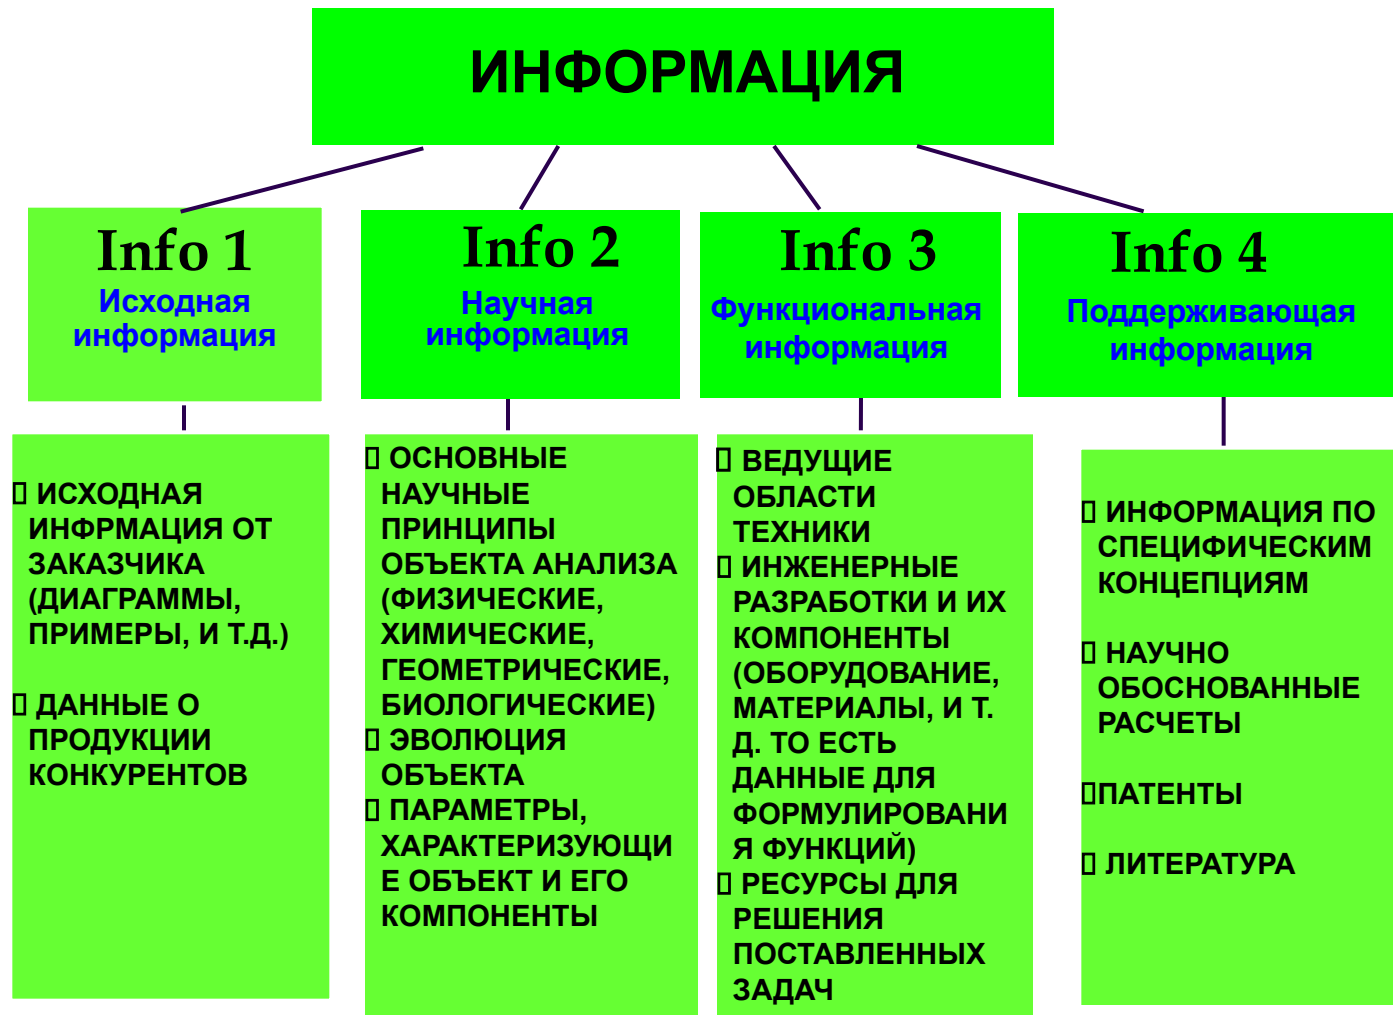 ИНФОРМАЦИЯ
Info 1
Исходная
информация
Info 2
Научная
информация
Info 3
Функциональная
информация
Info 4
Поддерживающая
информация
ИСХОДНАЯ
ИНФРМАЦИЯ ОТ
ЗАКАЗЧИКА
(ДИАГРАММЫ,
ПРИМЕРЫ, И Т.Д.)
ДАННЫЕ О
ПРОДУКЦИИ
КОНКУРЕНТОВ
ОСНОВНЫЕ
НАУЧНЫЕ
ПРИНЦИПЫ
ОБЪЕКТА АНАЛИЗА
(ФИЗИЧЕСКИЕ,
ХИМИЧЕСКИЕ,
ГЕОМЕТРИЧЕСКИЕ,
БИОЛОГИЧЕСКИЕ)
ЭВОЛЮЦИЯ
ОБЪЕКТА
ПАРАМЕТРЫ,
ХАРАКТЕРИЗУЮЩИ
Е ОБЪЕКТ И ЕГО
КОМПОНЕНТЫ
ВЕДУЩИЕ
ОБЛАСТИ
ТЕХНИКИ
ИНЖЕНЕРНЫЕ
РАЗРАБОТКИ И ИХ
КОМПОНЕНТЫ
(ОБОРУДОВАНИЕ,
МАТЕРИАЛЫ, И Т.
Д. ТО ЕСТЬ
ДАННЫЕ ДЛЯ
ФОРМУЛИРОВАНИ
Я ФУНКЦИЙ)
РЕСУРСЫ ДЛЯ
РЕШЕНИЯ
ПОСТАВЛЕННЫХ
ЗАДАЧ
ИНФОРМАЦИЯ ПО
СПЕЦИФИЧЕСКИМ
КОНЦЕПЦИЯМ
НАУЧНО
ОБОСНОВАННЫЕ
РАСЧЕТЫ
ПАТЕНТЫ
ЛИТЕРАТУРА